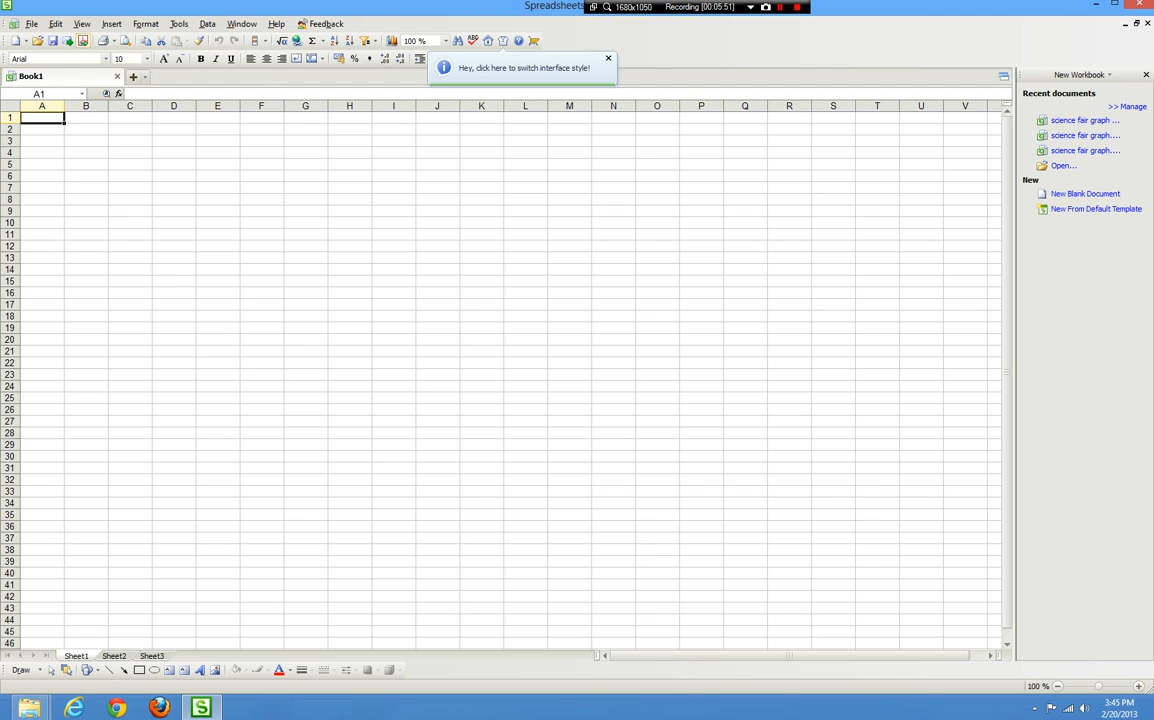 Spreadsheets
1680x1050 Recording [00:05:51]
File Edit View Insert Format Tools Data Window Help Feedback
100 %
Arial 10 B I U
Hey, click here to switch interface style!
Book1
A1 fx
A B C D E F G H I J K L M N O P Q R S T U V
1
2
3
4
5
6
7
8
9
10
11
12
13
14
15
16
17
18
19
20
21
22
23
24
25
26
27
28
29
30
31
32
33
34
35
36
37
38
39
40
41
42
43
44
45
46
New Workbook
Recent documents
>> Manage
science fair graph ...
science fair graph....
science fair graph....
Open...
New
New Blank Document
New From Default Template
Sheet1 Sheet2 Sheet3
Draw
100 %
3:45 PM
2/20/2013